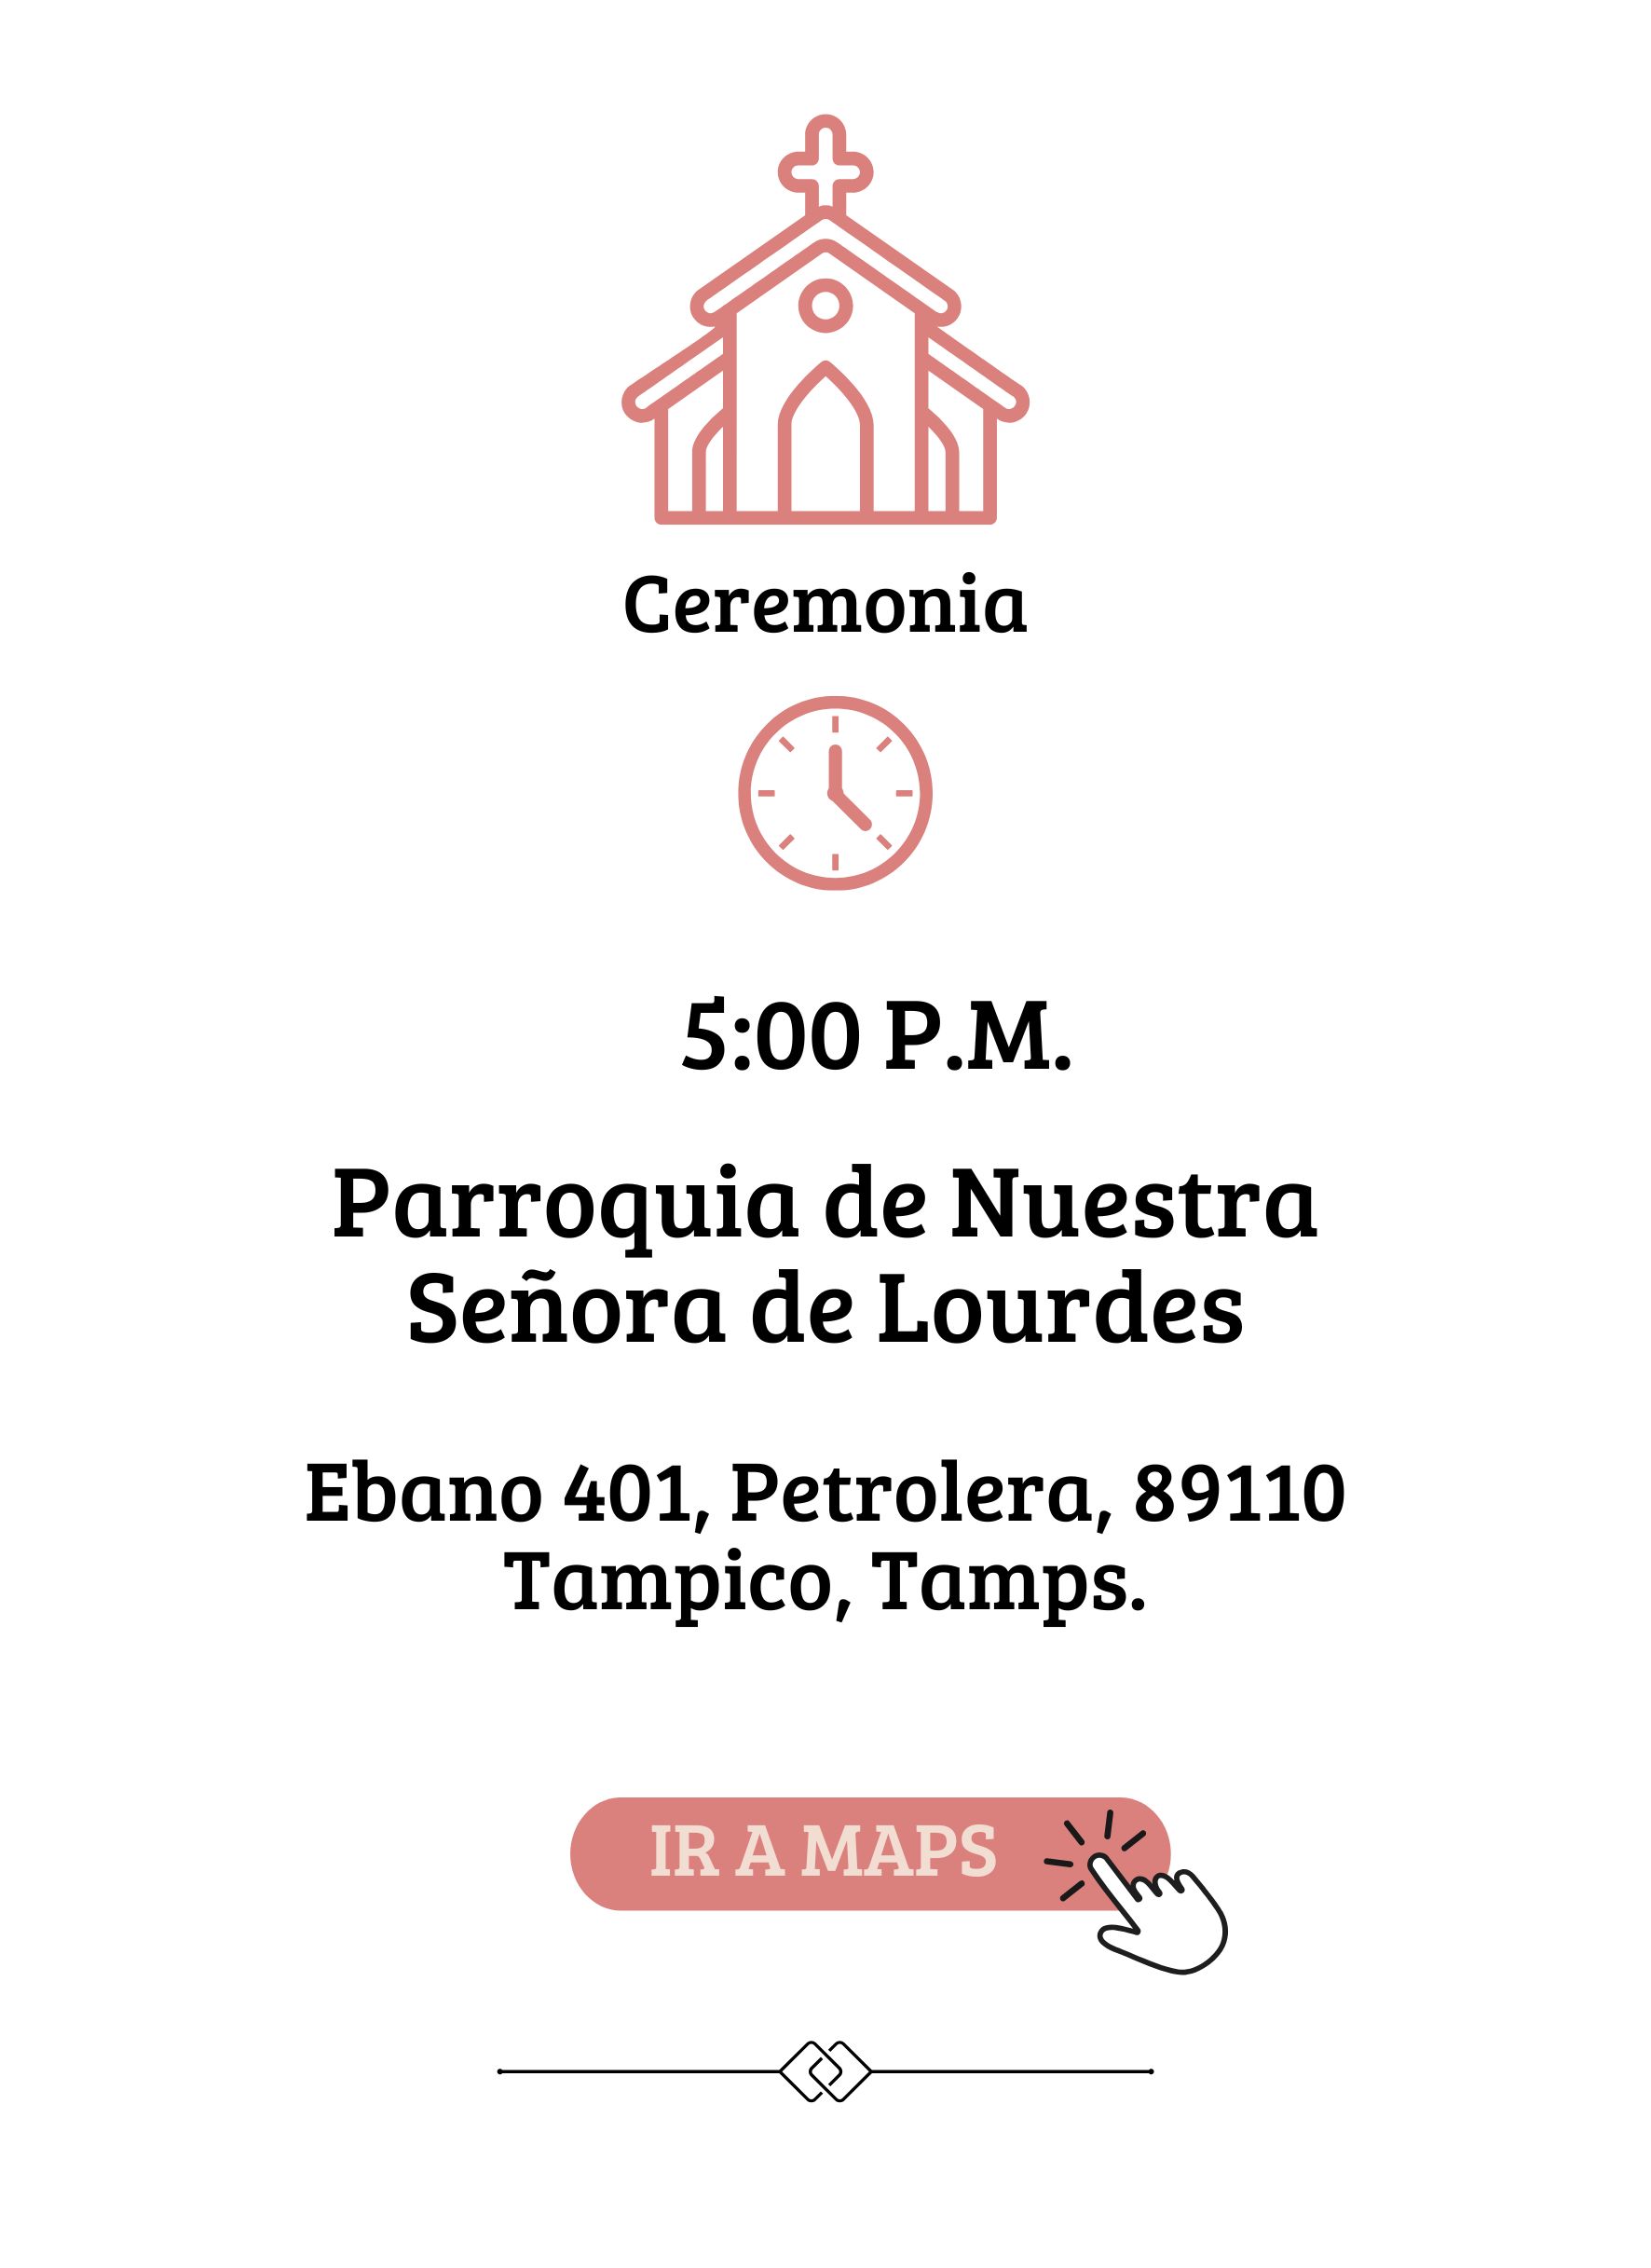 Ceremonia
5:00 P.M.
Parroquia de Nuestra
Señora de Lourdes
Ebano 401, Petrolera, 89110
Tampico, Tamps.
IR A MAPS